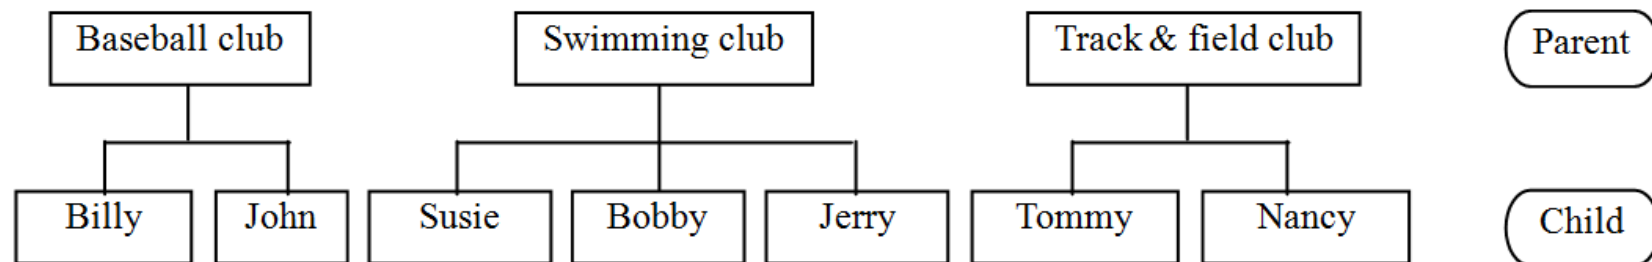 Baseball club
Swimming club
Track & field club
Parent
Billy
John
Susie
Bobby
Jerry
Tommy
Nancy
Child